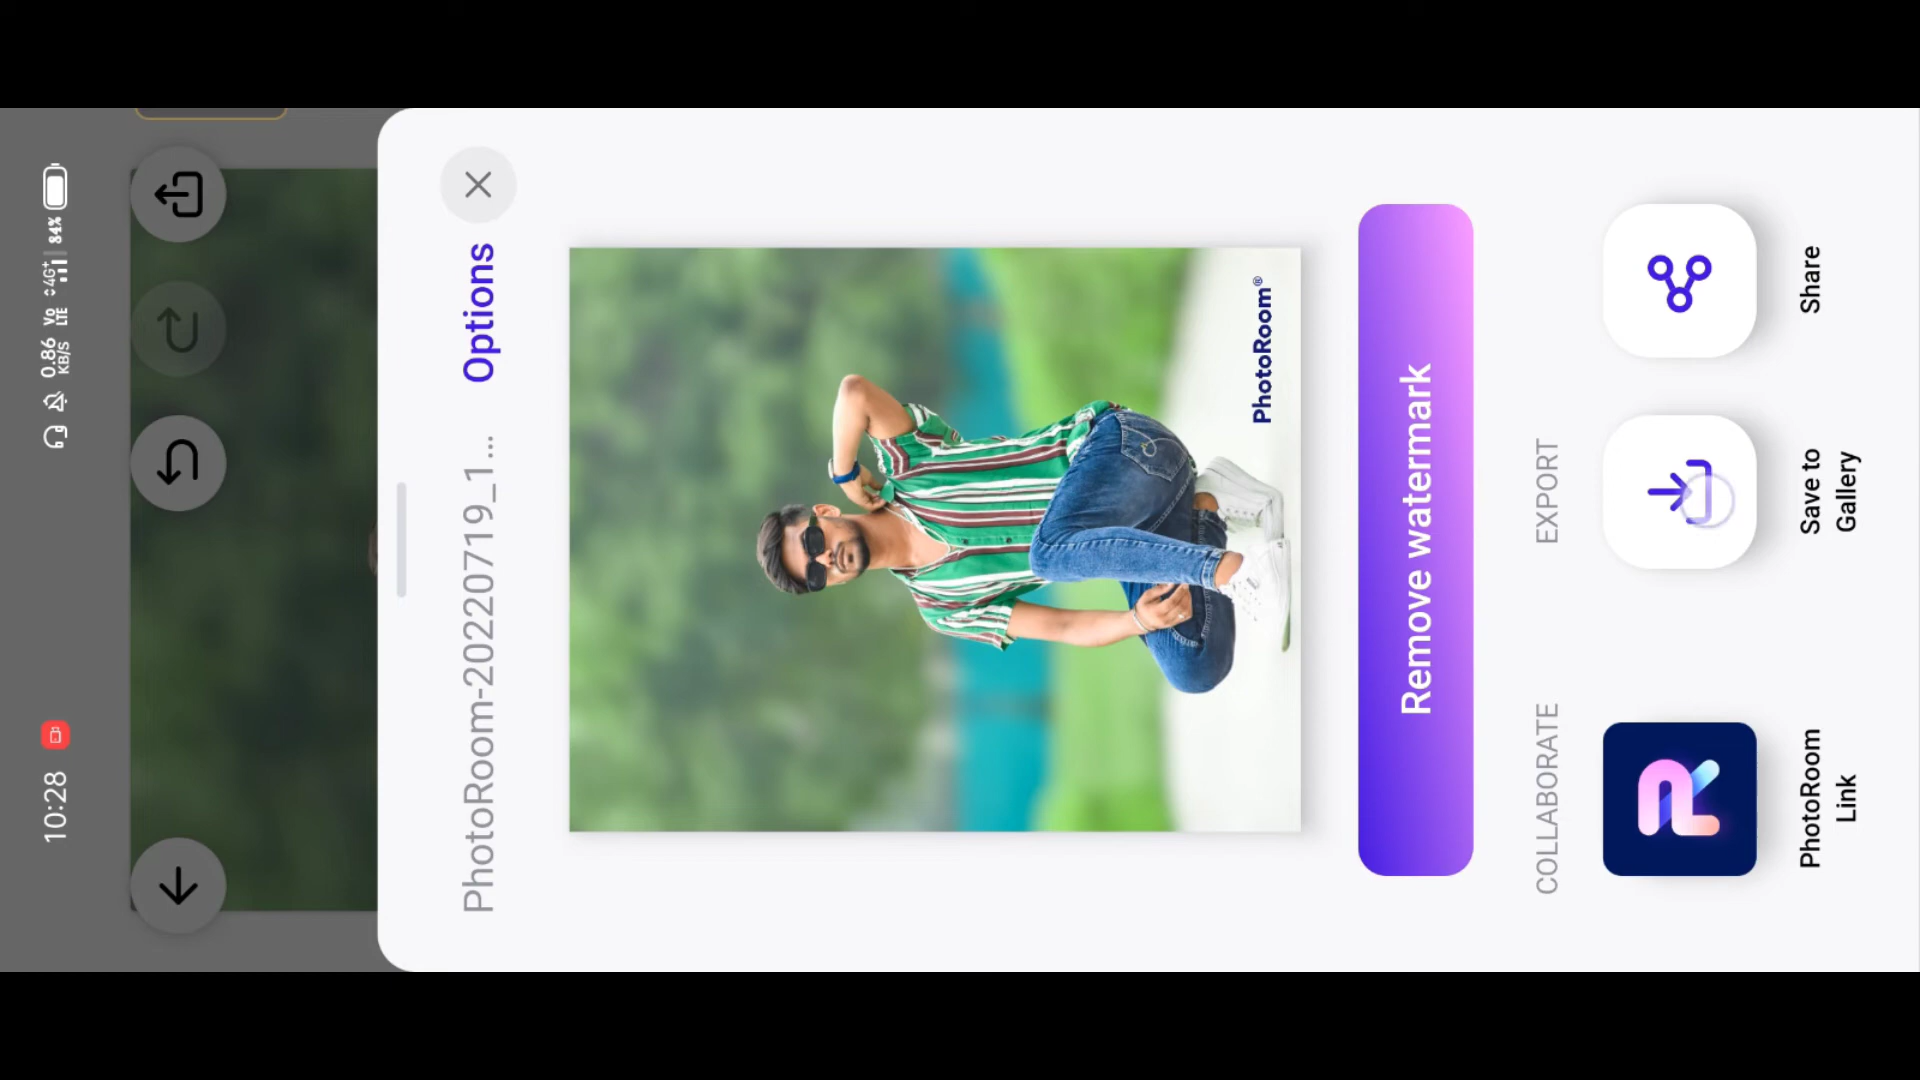 10:28
0.86
KB/S
Vo
LTE
4G+
84%
PhotoRoom-20220719_1...
Options
PhotoRoom®
Remove watermark
COLLABORATE
EXPORT
PhotoRoom
Link
Save to
Gallery
Share